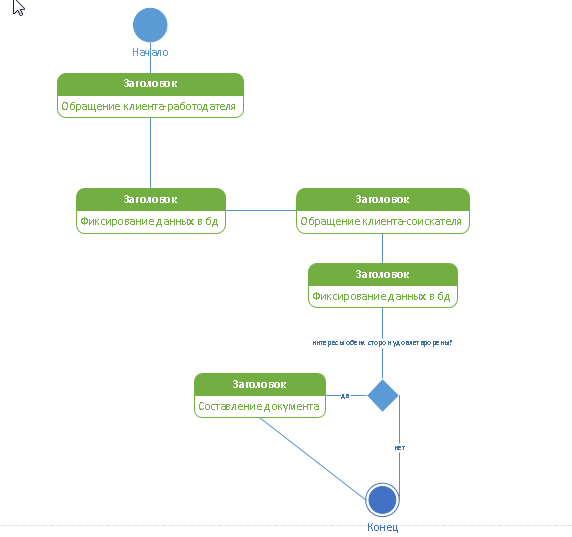 Начало
Заголовок
Обращение клиента-работодателя
Заголовок
Фиксирование данных в бд
Заголовок
Обращение клиента-соискателя
Заголовок
Фиксирование данных в бд
интересы обеих сторон удовлетворены?
Заголовок
Составление документа
да
нет
Конец